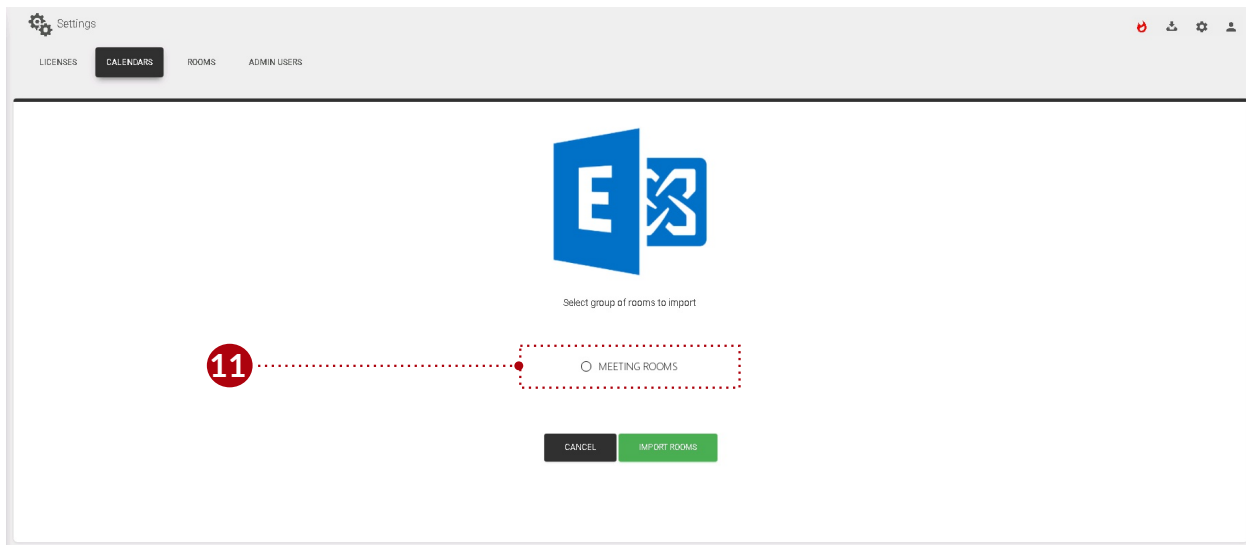 Settings
LICENSES CALENDARS ROOMS ADMIN USERS
E
Select group of rooms to import
11
MEETING ROOMS
CANCEL IMPORT ROOMS